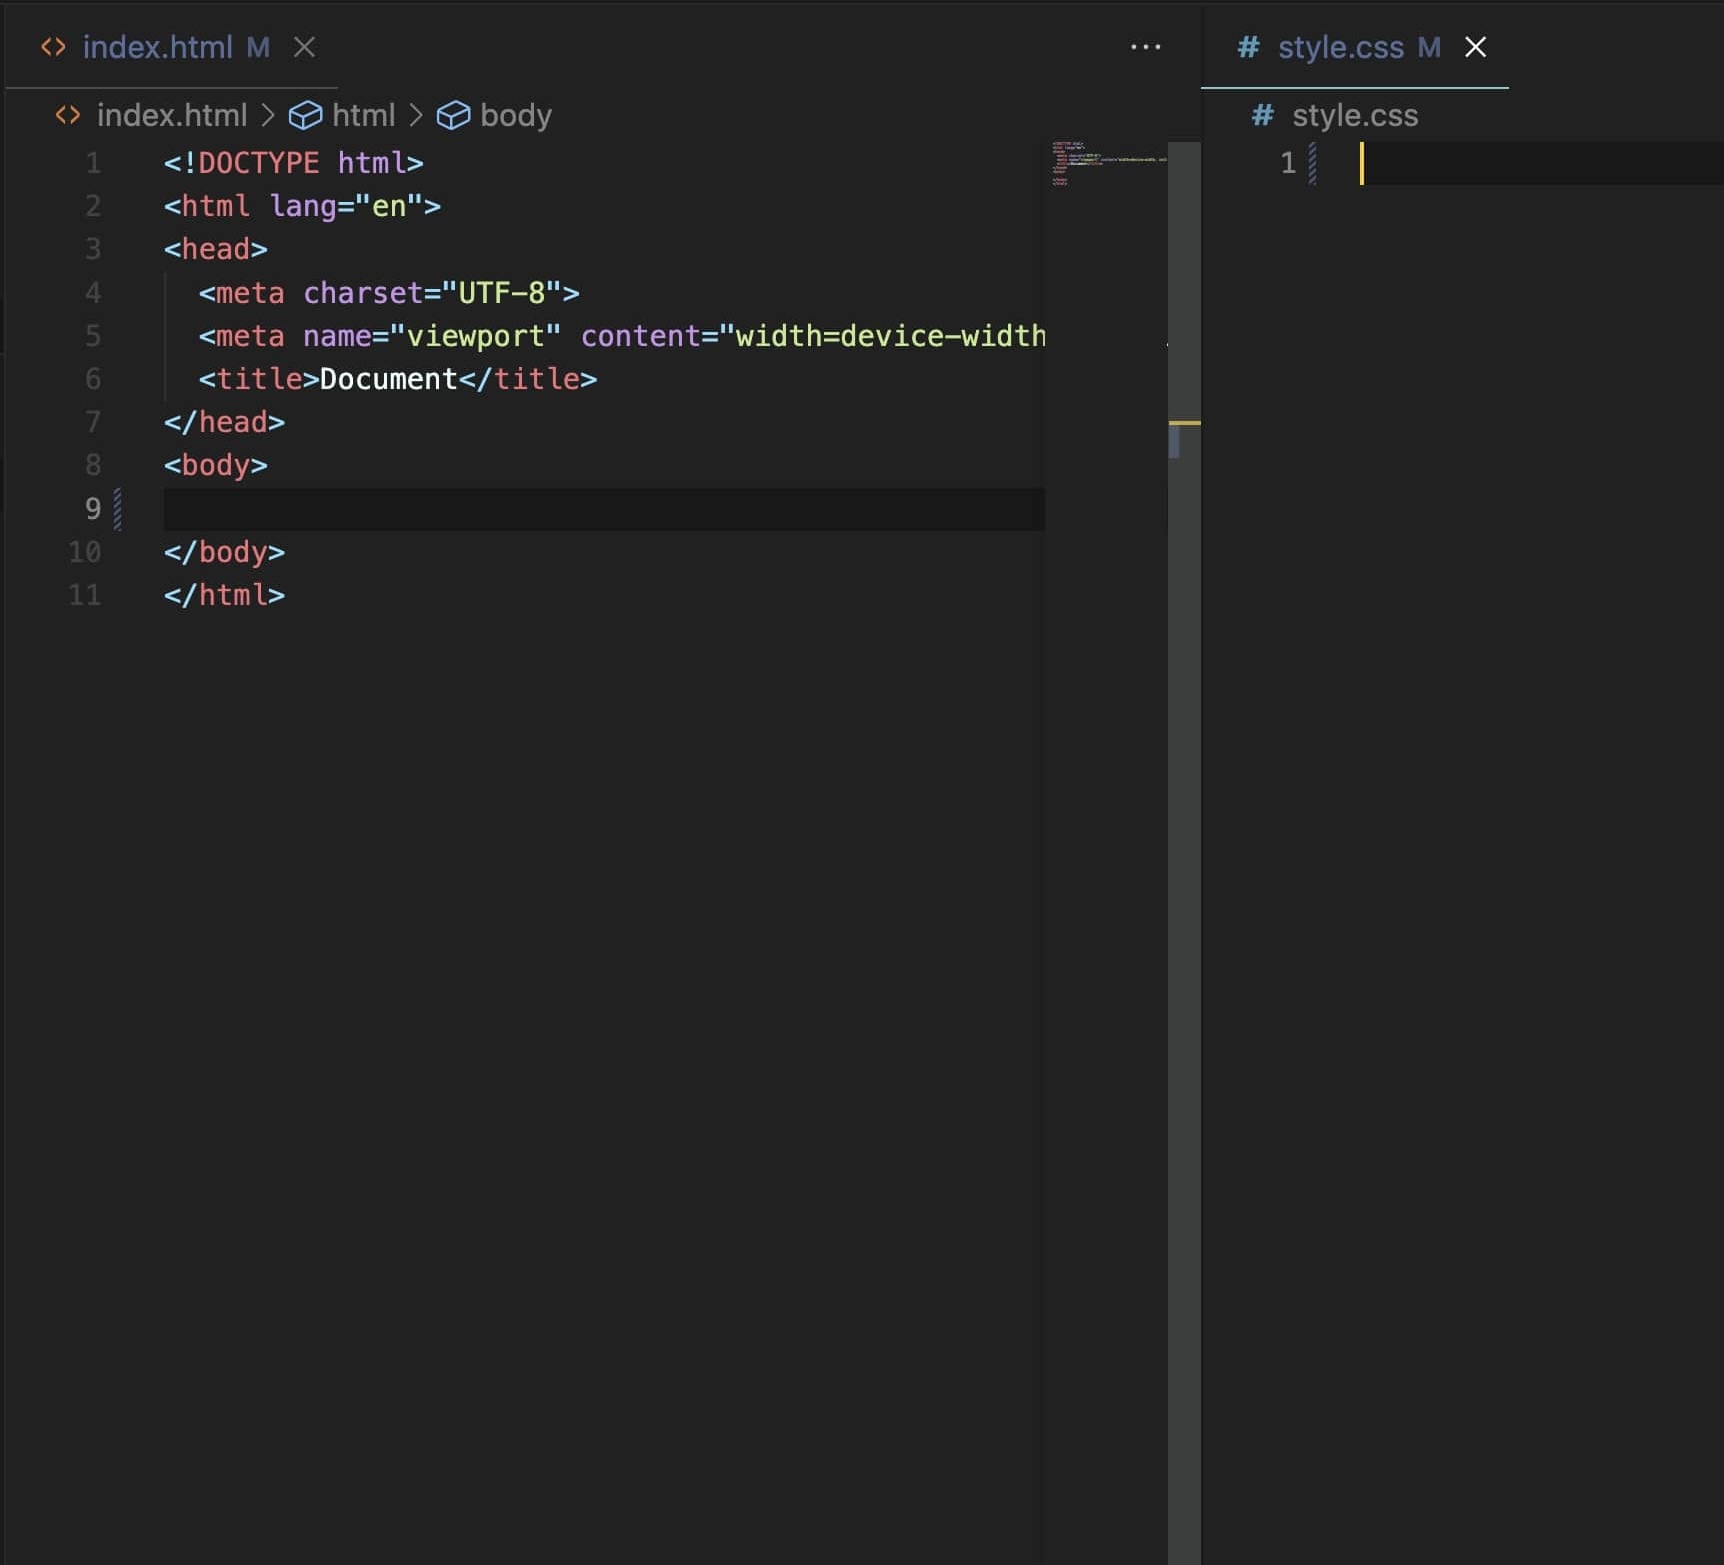 index.html M
index.html > html > body
1 <!DOCTYPE html>
2 <html lang="en">
3 <head>
4 <meta charset="UTF-8">
5 <meta name="viewport" content="width=device-width
6 <title>Document</title>
7 </head>
8 <body>
9
10 </body>
11 </html>
# style.css M
# style.css
1